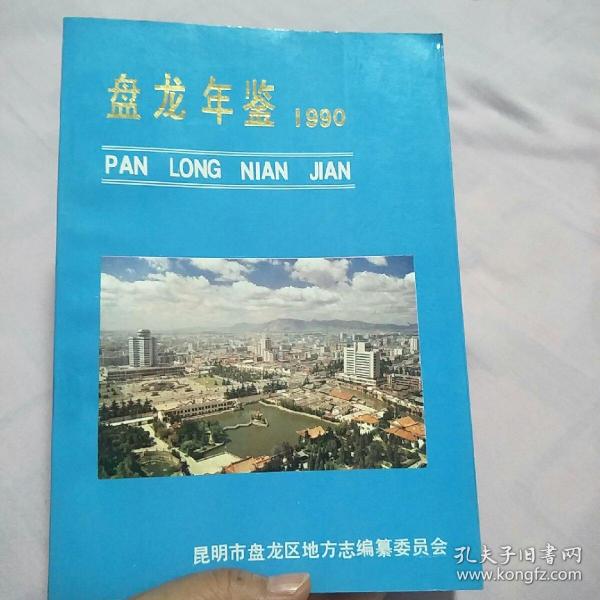 盘龙年鉴 1990
PAN LONG NIAN JIAN
昆明市盘龙区地方志编纂委员会
孔夫子旧书网
www.kongfz.com